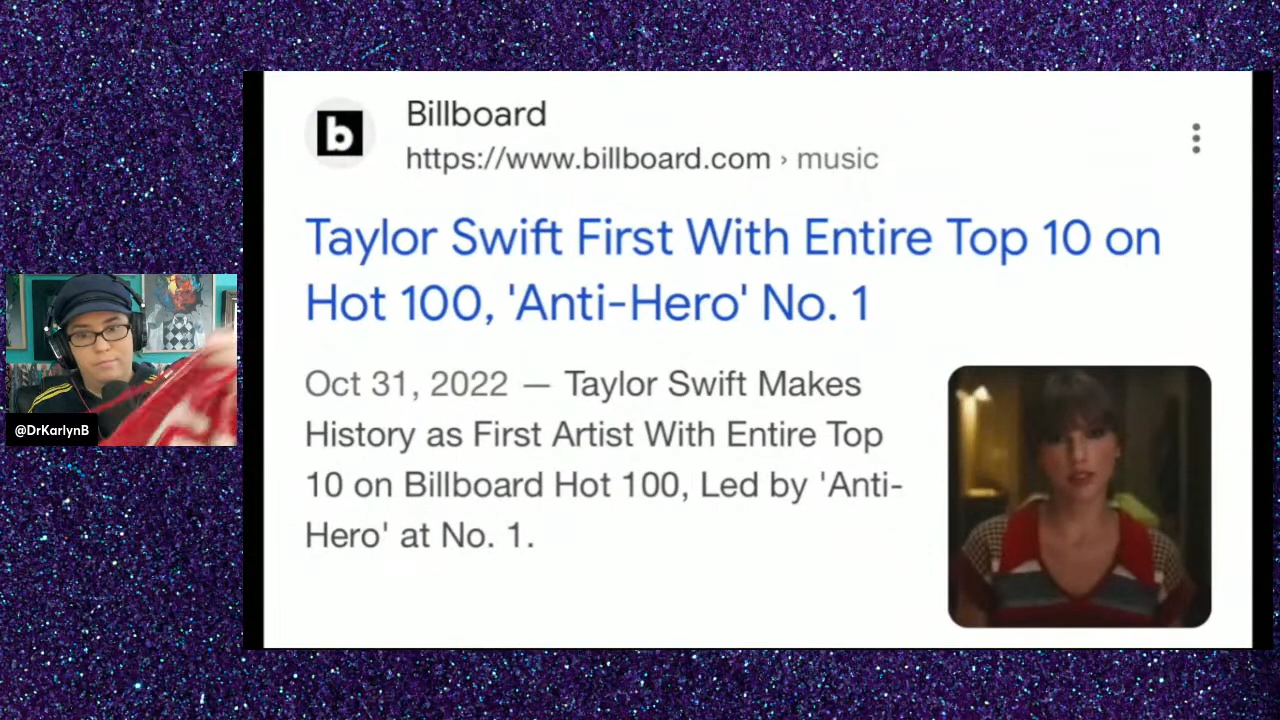 Billboard
https://www.billboard.com › music
Taylor Swift First With Entire Top 10 on
Hot 100, 'Anti-Hero' No. 1
Oct 31, 2022 — Taylor Swift Makes
History as First Artist With Entire Top
10 on Billboard Hot 100, Led by 'Anti-
Hero' at No. 1.
@DrKarlynB